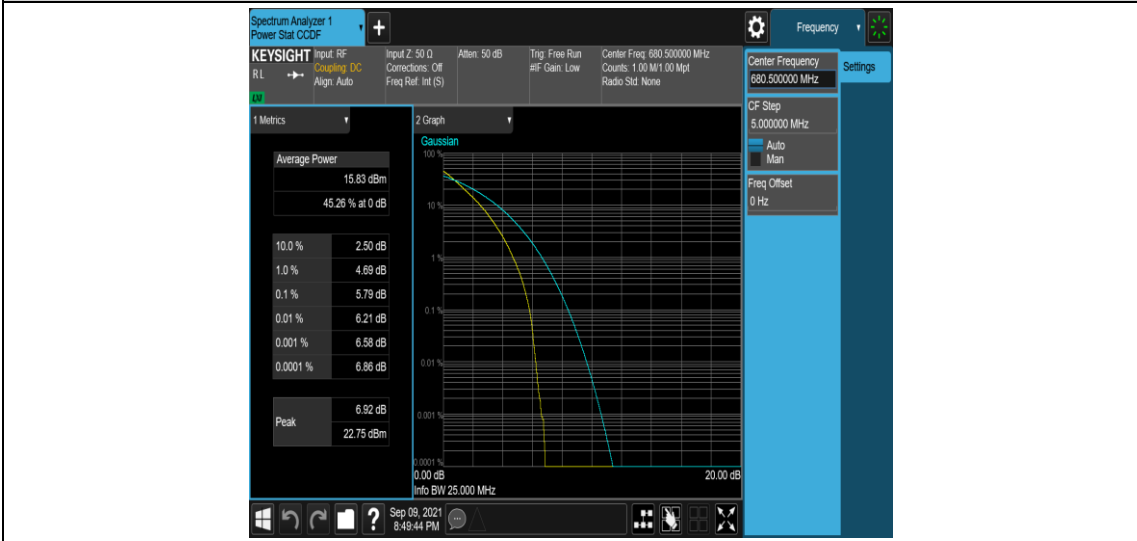 Spectrum Analyzer 1
Power Stat CCDF
+
Frequency
KEYSIGHT
RL
LM
Input: RF
Coupling: DC
Align: Auto
Input Z: 50 Ω
Corrections: Off
Freq Ref: Int (S)
Atten: 50 dB
Trig: Free Run
#IF Gain: Low
Center Freq: 680.500000 MHz
Counts: 1.00 M/1.00 Mpt
Radio Std: None
Center Frequency
680.500000 MHz
Settings
CF Step
5.000000 MHz
Auto
Man
Freq Offset
0 Hz
1 Metrics
Average Power
15.83 dBm
45.26 % at 0 dB
10.0 % 2.50 dB
1.0 % 4.69 dB
0.1 % 5.79 dB
0.01 % 6.21 dB
0.001 % 6.58 dB
0.0001 % 6.86 dB
Peak
6.92 dB
22.75 dBm
2 Graph
Gaussian
100 %
10 %
1 %
0.1 %
0.01 %
0.001 %
0.0001 %
0.00 dB
20.00 dB
Info BW 25.000 MHz
?
Sep 09, 2021
8:49:44 PM